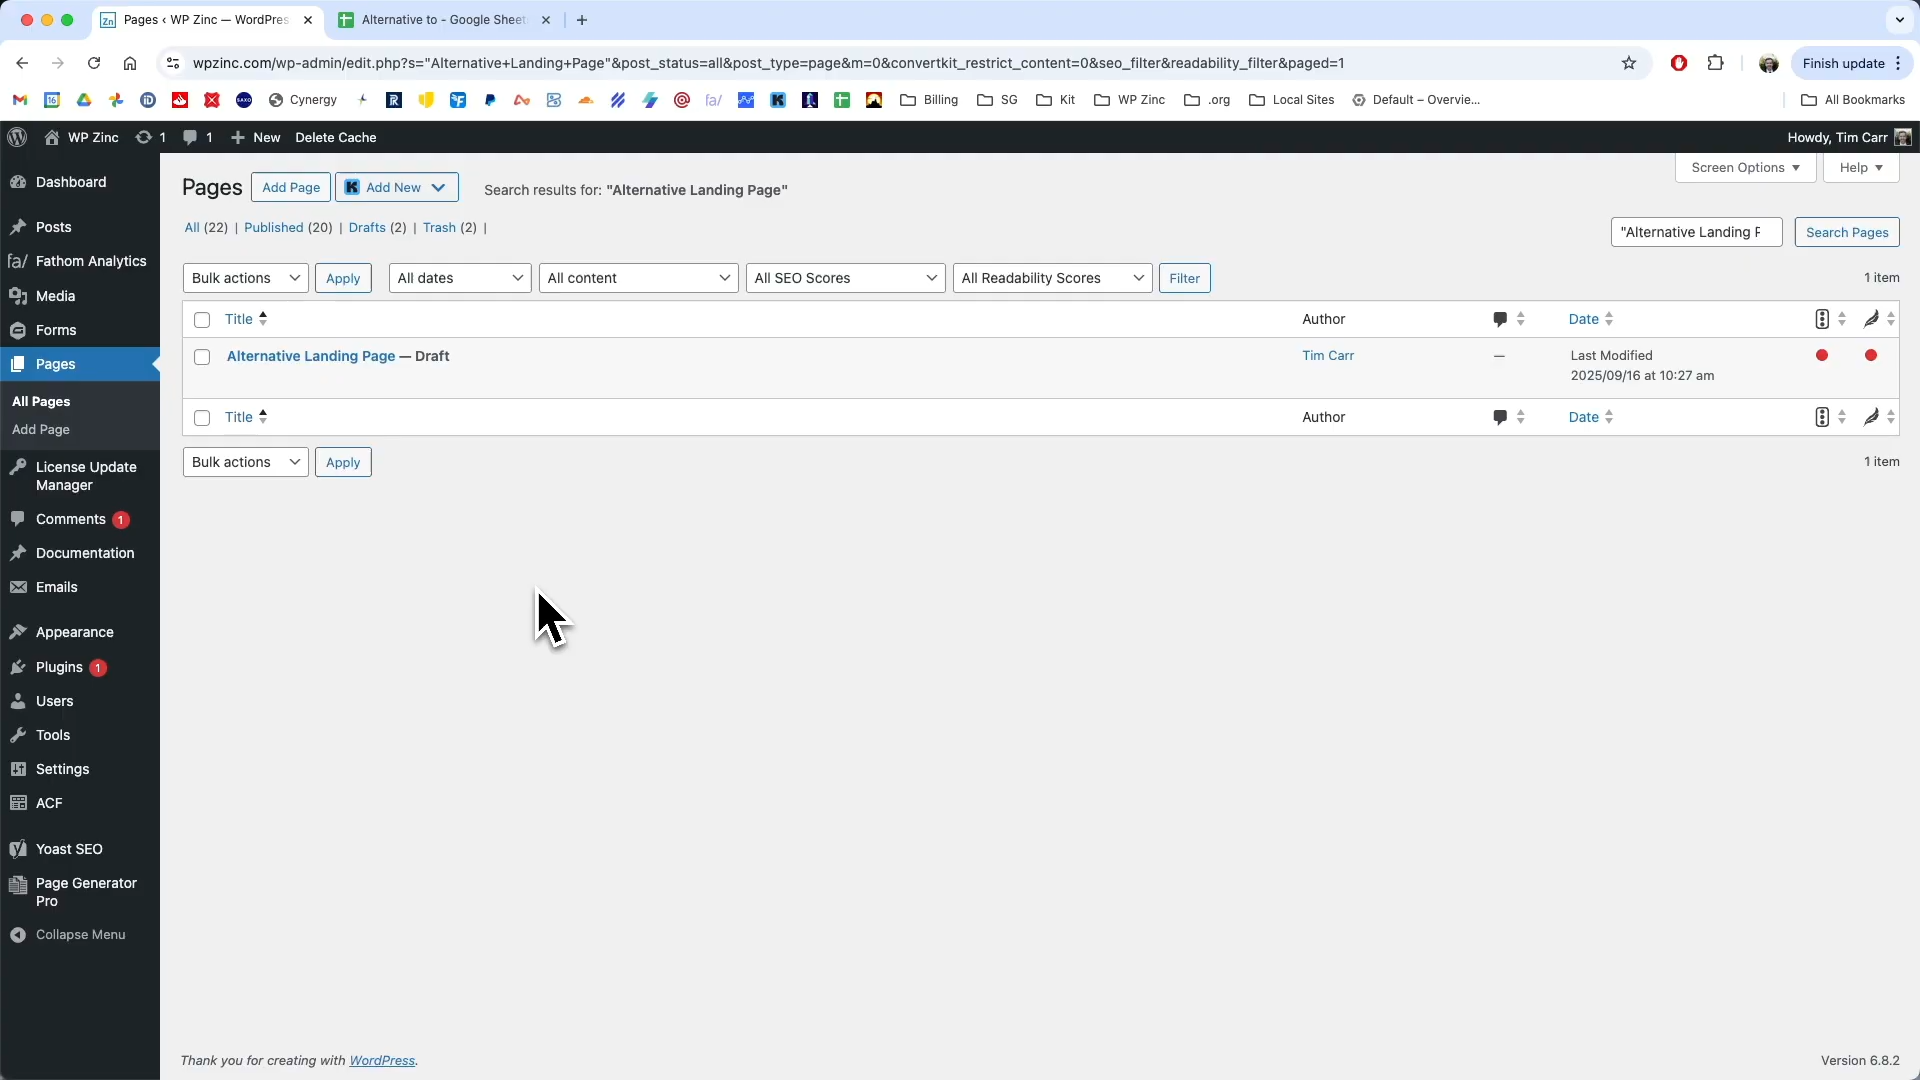 Pages ‹ WP Zinc — WordPres
Alternative to - Google Sheet
wpzinc.com/wp-admin/edit.php?s="Alternative+Landing+Page"&post_status=all&post_type=page&m=0&convertkit_restrict_content=0&seo_filter&readability_filter&paged=1
Finish update
Cynergy
fa/
Billing
SG
Kit
WP Zinc
.org
Local Sites
Default – Overvie...
All Bookmarks
WP Zinc
1
1
New
Delete Cache
Howdy, Tim Carr
Dashboard
Posts
fa/ Fathom Analytics
Media
Forms
Pages
All Pages
Add Page
License Update
Manager
Comments 1
Documentation
Emails
Appearance
Plugins 1
Users
Tools
Settings
ACF
Yoast SEO
Page Generator
Pro
Collapse Menu
Screen Options
Help
Pages
Add Page
K Add New
Search results for: "Alternative Landing Page"
All (22) | Published (20) | Drafts (2) | Trash (2) |
"Alternative Landing P
Search Pages
Bulk actions
Apply
All dates
All content
All SEO Scores
All Readability Scores
Filter
1 item
Title
Author
Date
Alternative Landing Page — Draft
Tim Carr
—
Last Modified
2025/09/16 at 10:27 am
Title
Author
Date
Bulk actions
Apply
1 item
Thank you for creating with WordPress.
Version 6.8.2